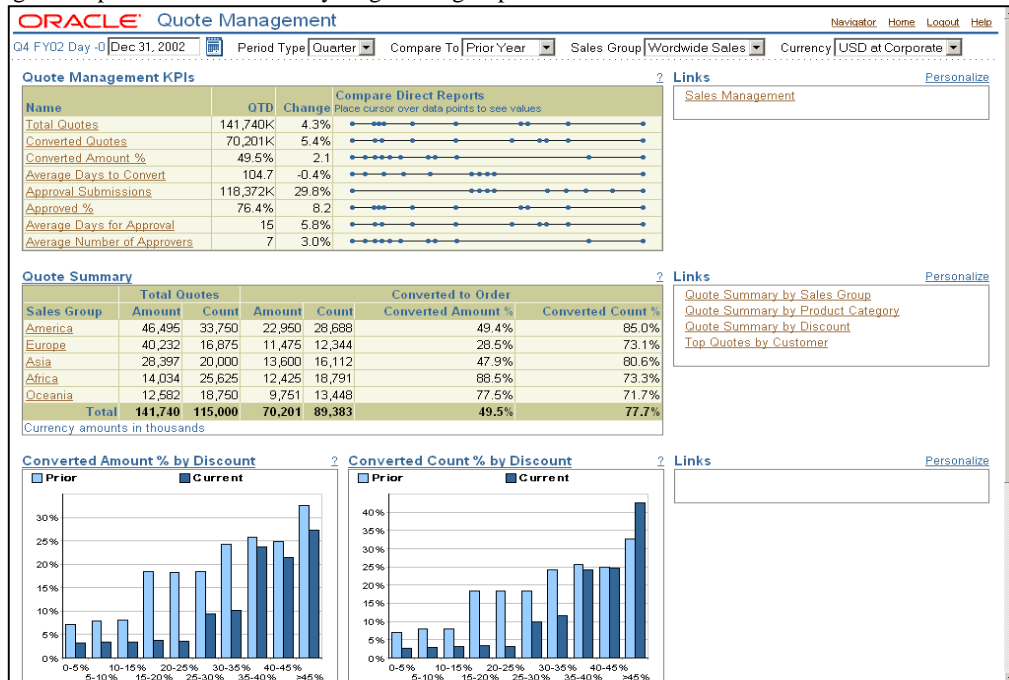 ORACLE Quote Management
Navigator Home Logout Help
Q4 FY02 Day -0 Dec 31, 2002 Period Type Quarter Compare To Prior Year Sales Group Wordwide Sales Currency USD at Corporate
Quote Management KPIs ?
Name QTD Change Compare Direct Reports
Place cursor over data points to see values
Total Quotes 141,740K 4.3%
Converted Quotes 70,201K 5.4%
Converted Amount % 49.5% 2.1
Average Days to Convert 104.7 -0.4%
Approval Submissions 118,372K 29.8%
Approved % 76.4% 8.2
Average Days for Approval 15 5.8%
Average Number of Approvers 7 3.0%
Links Personalize
Sales Management
Quote Summary ?
Total Quotes Converted to Order
Sales Group Amount Count Amount Count Converted Amount % Converted Count %
America 46,495 33,750 22,950 28,688 49.4% 85.0%
Europe 40,232 16,875 11,475 12,344 28.5% 73.1%
Asia 28,397 20,000 13,600 16,112 47.9% 80.6%
Africa 14,034 25,625 12,425 18,791 88.5% 73.3%
Oceania 12,582 18,750 9,751 13,448 77.5% 71.7%
Total 141,740 115,000 70,201 89,383 49.5% 77.7%
Currency amounts in thousands
Links Personalize
Quote Summary by Sales Group
Quote Summary by Product Category
Quote Summary by Discount
Top Quotes by Customer
Converted Amount % by Discount ?
Prior Current
30%
25%
20%
15%
10%
5%
0%
0-5% 10-15% 20-25% 30-35% 40-45%
5-10% 15-20% 25-30% 35-40% >45%
Converted Count % by Discount ?
Prior Current
40%
35%
30%
25%
20%
15%
10%
5%
0%
0-5% 10-15% 20-25% 30-35% 40-45%
5-10% 15-20% 25-30% 35-40% >45%
Links Personalize